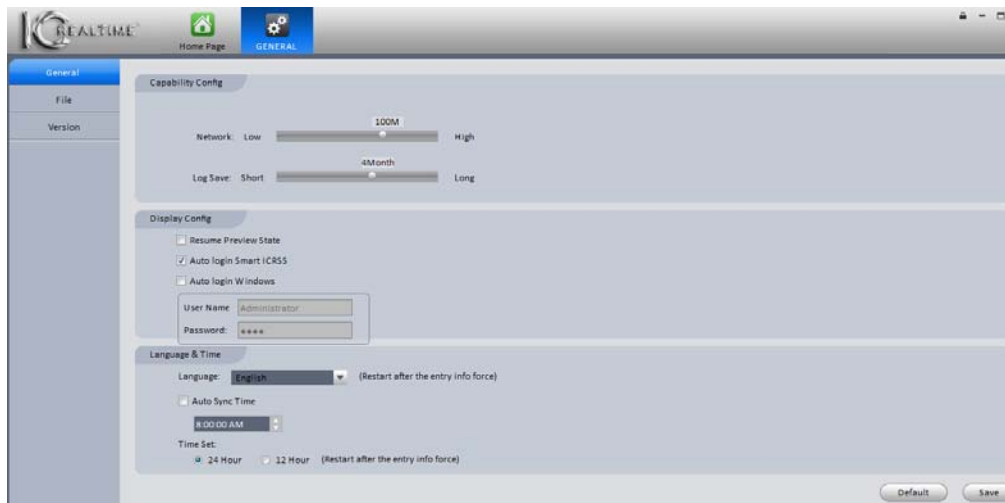 IC REALTIME
Home Page
GENERAL
General
File
Version
Capability Config
100M
Network: Low High
4Month
Log Save: Short Long
Display Config
Resume Preview State
Auto login Smart ICRSS
Auto login Windows
User Name Administrator
Password: ****
Language & Time
Language: English (Restart after the entry info force)
Auto Sync Time
8:00:00 AM
Time Set:
24 Hour 12 Hour (Restart after the entry info force)
Default Save